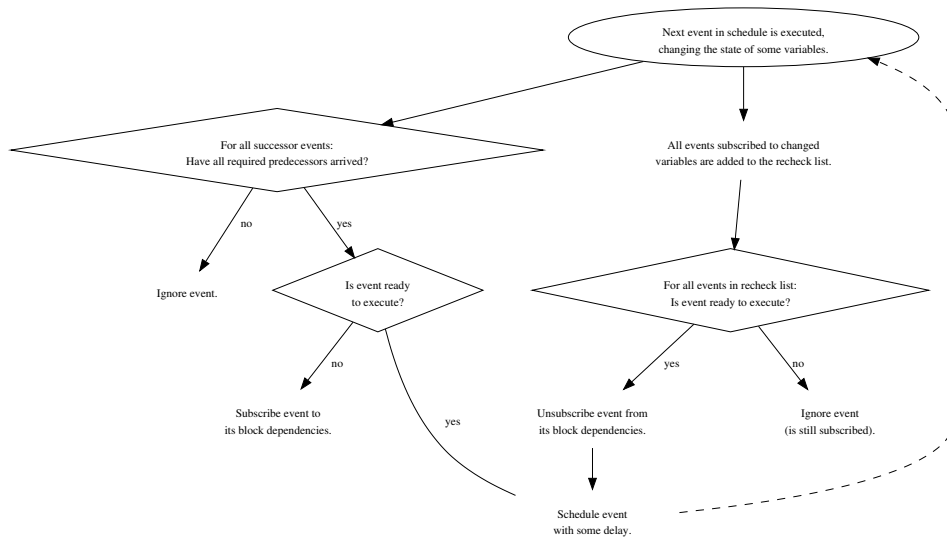 Next event in schedule is executed,
changing the state of some variables.
For all successor events:
Have all required predecessors arrived?
All events subscribed to changed
variables are added to the recheck list.
no
yes
Ignore event.
Is event ready
to execute?
For all events in recheck list:
Is event ready to execute?
no
yes
yes
no
Subscribe event to
its block dependencies.
Unsubscribe event from
its block dependencies.
Ignore event
(is still subscribed).
Schedule event
with some delay.